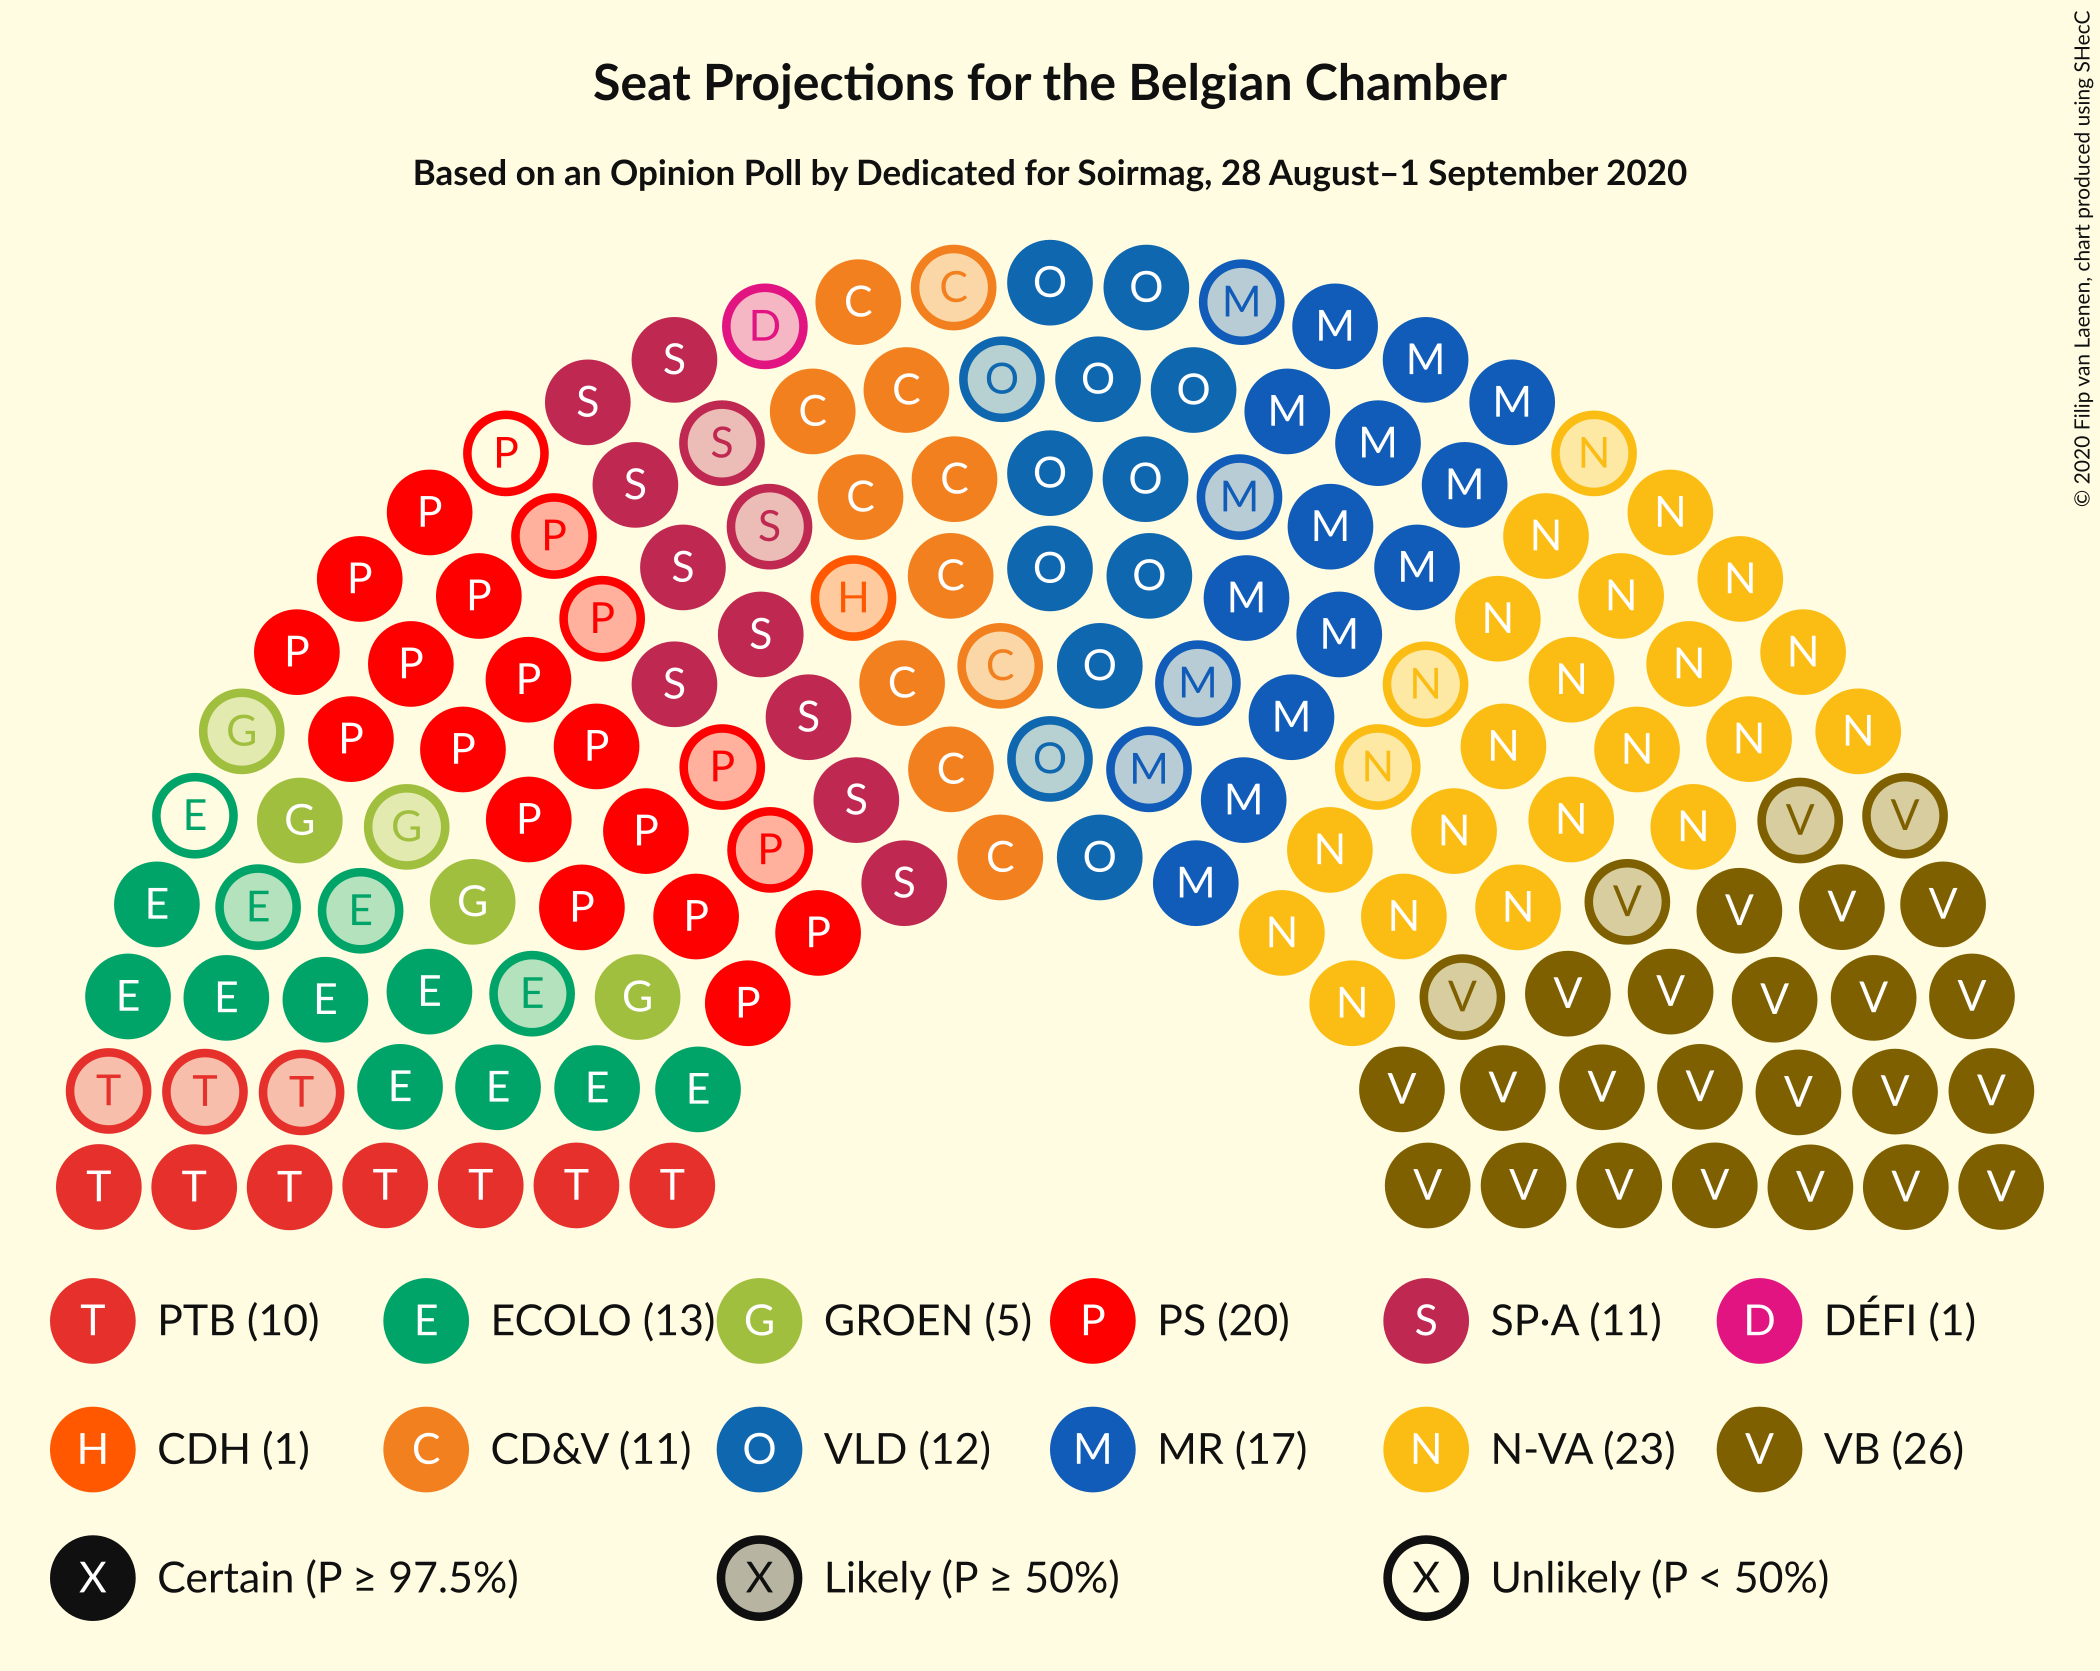 Seat Projections for the Belgian Chamber
Based on an Opinion Poll by Dedicated for Soirmag, 28 August–1 September 2020
© 2020 Filip van Laenen, chart produced using SHecC
C O O M
D C M
S O O O M
S C C M M
P S C M N
P S C O O M M N
P P S M N N
P P S H C O O M M N N
P P P S M N N N
G P P P S C C O M M N N N N
E G P P P S C O M M N N N N V V
E E G P P P S C O M N N N N V V V
E E G P P S N N N V V V V
E E E E E G P N V V V V V V
T T T E E E E V V V V V V V
T T T T T T T V V V V V V V
T PTB (10) E ECOLO (13) G GROEN (5) P PS (20) S SP·A (11) D DÉFI (1)
H CDH (1) C CD&V (11) O VLD (12) M MR (17) N N-VA (23) V VB (26)
X Certain (P ≥ 97.5%) X Likely (P ≥ 50%) X Unlikely (P < 50%)